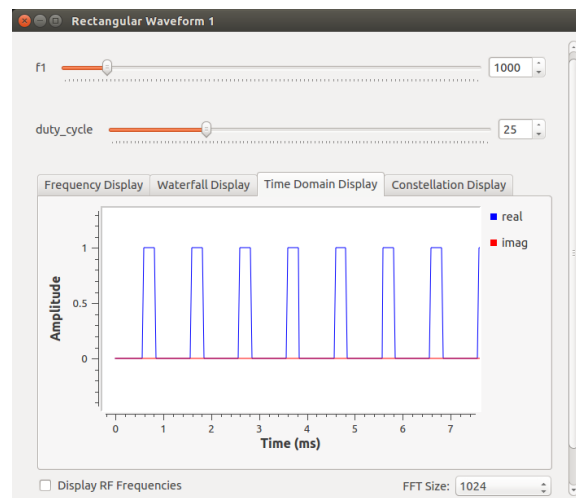 Rectangular Waveform 1
f1 1000
duty_cycle 25
Frequency Display Waterfall Display Time Domain Display Constellation Display
real
imag
1
0.5
0
Amplitude
0 1 2 3 4 5 6 7
Time (ms)
Display RF Frequencies FFT Size: 1024